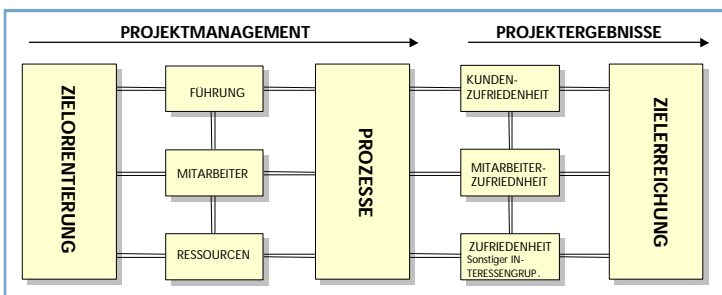 PROJEKTMANAGEMENT
PROJEKTERGEBNISSE
ZIELORIENTIERUNG
FÜHRUNG
MITARBEITER
RESSOURCEN
PROZESSE
KUNDEN-
ZUFRIEDENHEIT
MITARBEITER-
ZUFRIEDNHEIT
ZUFRIEDENHEIT
Sonstiger IN-
TERESSENGRUP.
ZIELERREICHUNG